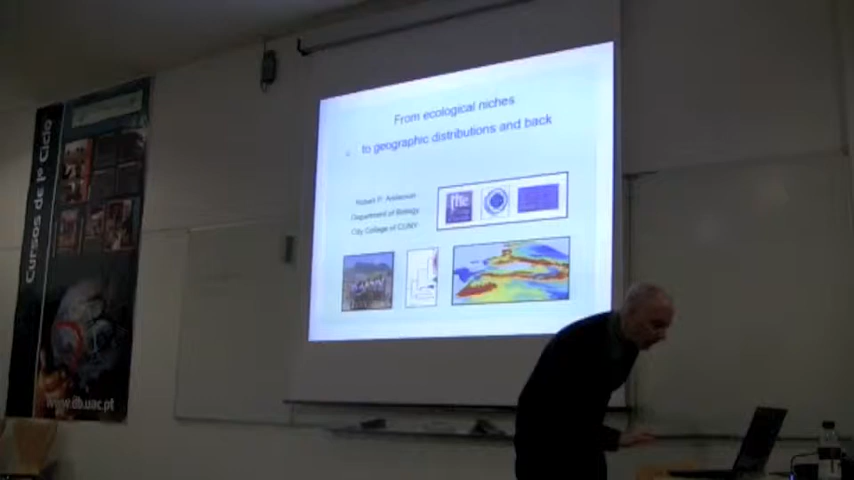 Cursos de 1º Ciclo
www.db.uac.pt
From ecological niches
to geographic distributions and back
Robert P. Anderson
Department of Biology
City College of CUNY
the